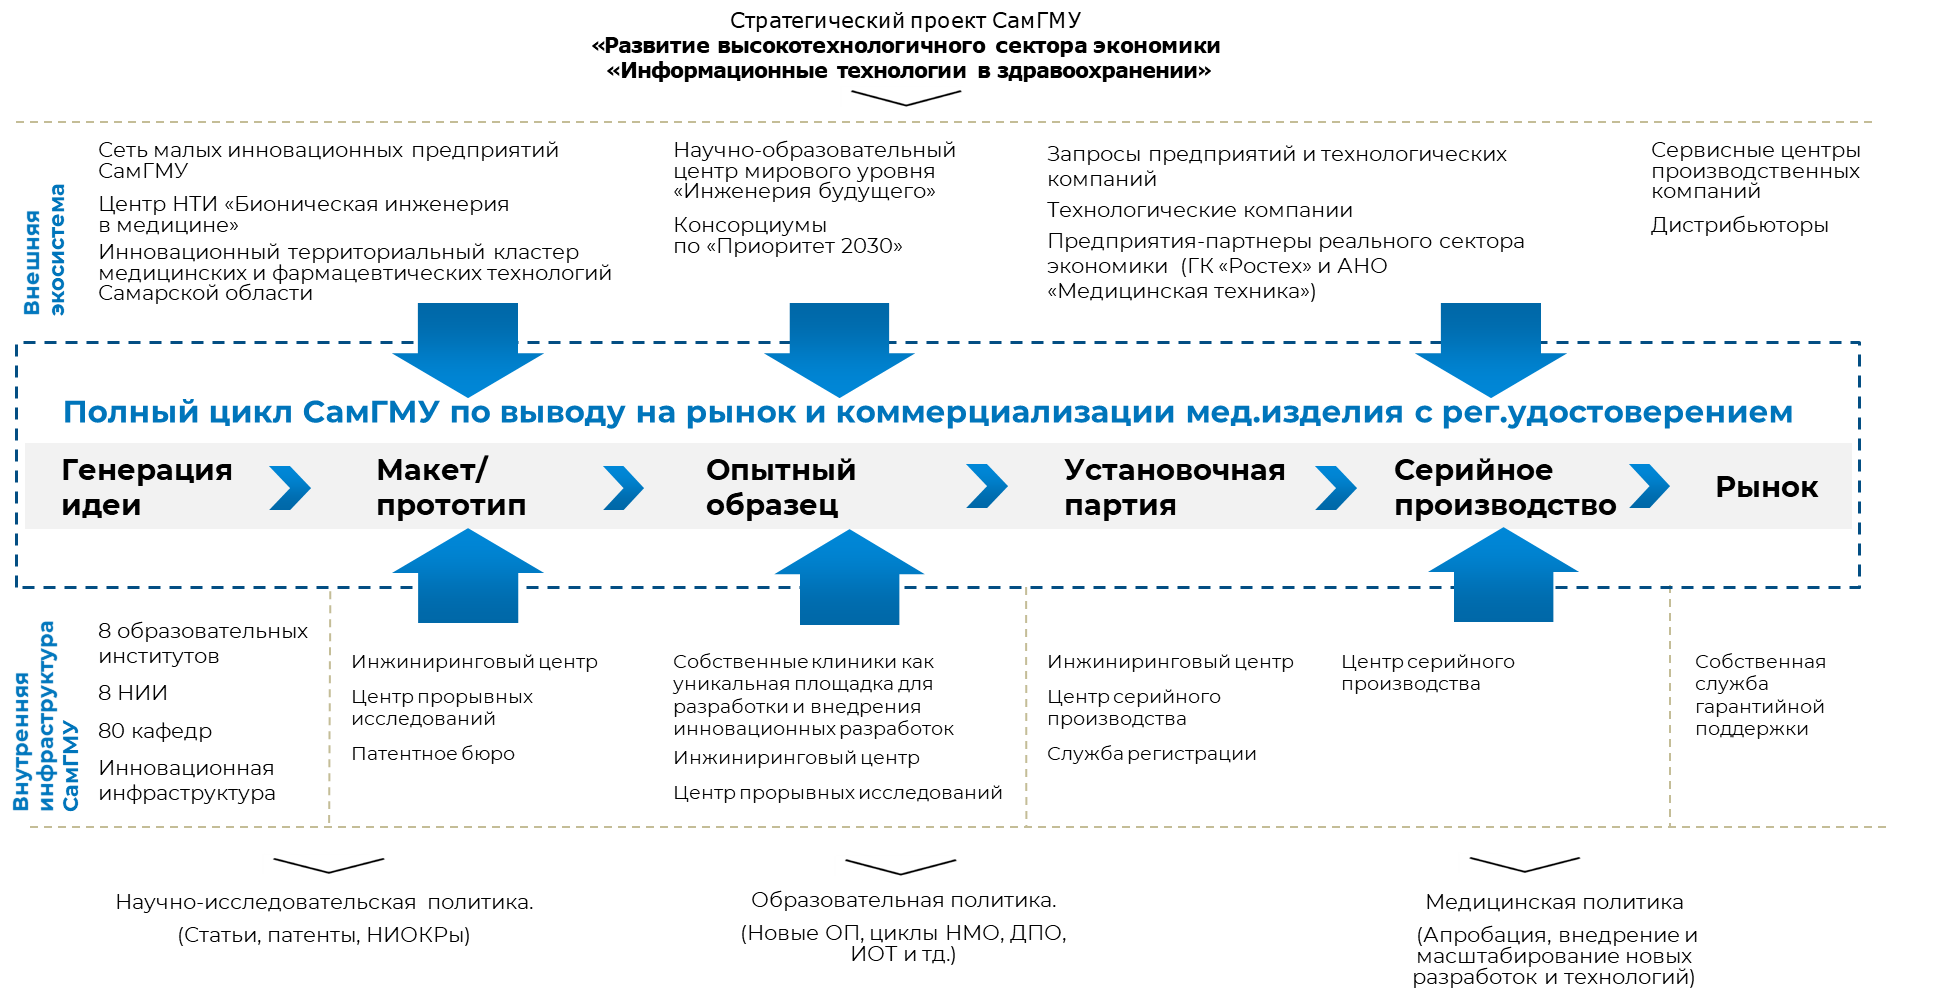 Стратегический проект СамГМУ
«Развитие высокотехнологичного сектора экономики
«Информационные технологии в здравоохранении»
Внешняя
экосистема
Сеть малых инновационных предприятий
СамГМУ
Центр НТИ «Бионическая инженерия
в медицине»
Инновационный территориальный кластер
медицинских и фармацевтических технологий
Самарской области
Научно-образовательный
центр мирового уровня
«Инженерия будущего»
Консорциумы
по «Приоритет 2030»
Запросы предприятий и технологических
компаний
Технологические компании
Предприятия-партнеры реального сектора
экономики (ГК «Ростех» и АНО
«Медицинская техника»)
Сервисные центры
производственных
компаний
Дистрибьюторы
Полный цикл СамГМУ по выводу на рынок и коммерциализации мед.изделия с рег.удостоверением
Генерация
идеи
Макет/
прототип
Опытный
образец
Установочная
партия
Серийное
производство
Рынок
Внутренняя
инфраструктура
СамГМУ
8 образовательных
институтов
8 НИИ
80 кафедр
Инновационная
инфраструктура
Инжиниринговый центр
Центр прорывных
исследований
Патентное бюро
Собственные клиники как
уникальная площадка для
разработки и внедрения
инновационных разработок
Инжиниринговый центр
Центр прорывных исследований
Инжиниринговый центр
Центр серийного
производства
Служба регистрации
Центр серийного
производства
Собственная
служба
гарантийной
поддержки
Научно-исследовательская политика.
(Статьи, патенты, НИОКРы)
Образовательная политика.
(Новые ОП, циклы НМО, ДПО,
ИОТ и тд.)
Медицинская политика
(Апробация, внедрение и
масштабирование новых
разработок и технологий)